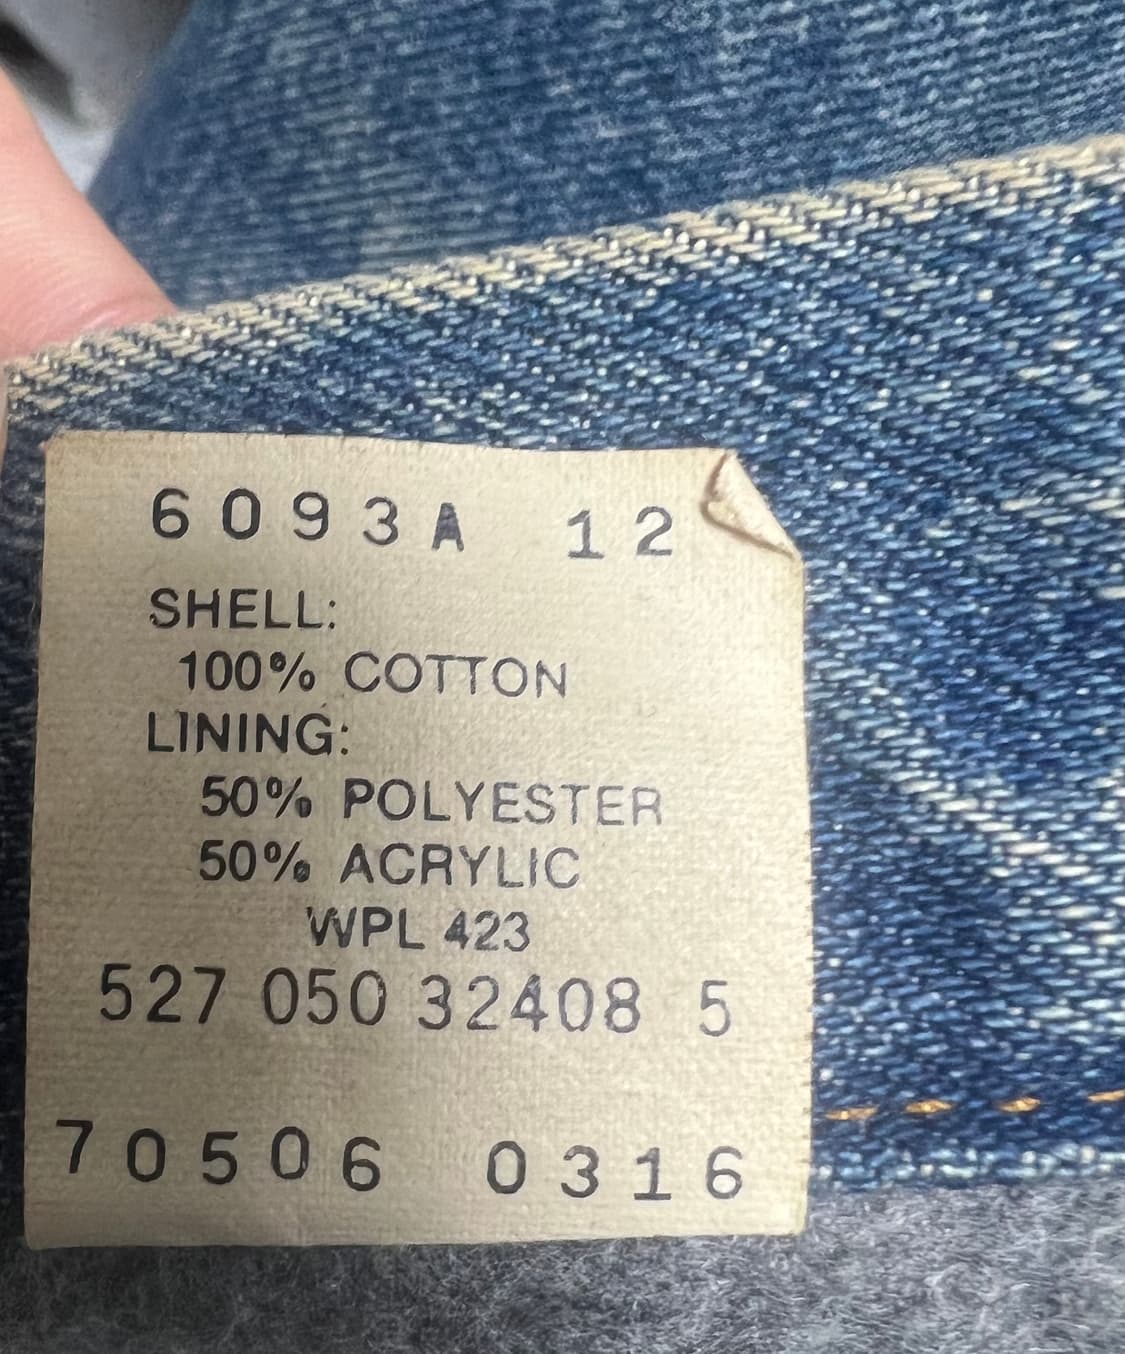 6093A 12
SHELL:
100% COTTON
LINING:
50% POLYESTER
50% ACRYLIC
WPL 423
527 050 32408 5
70506 0316